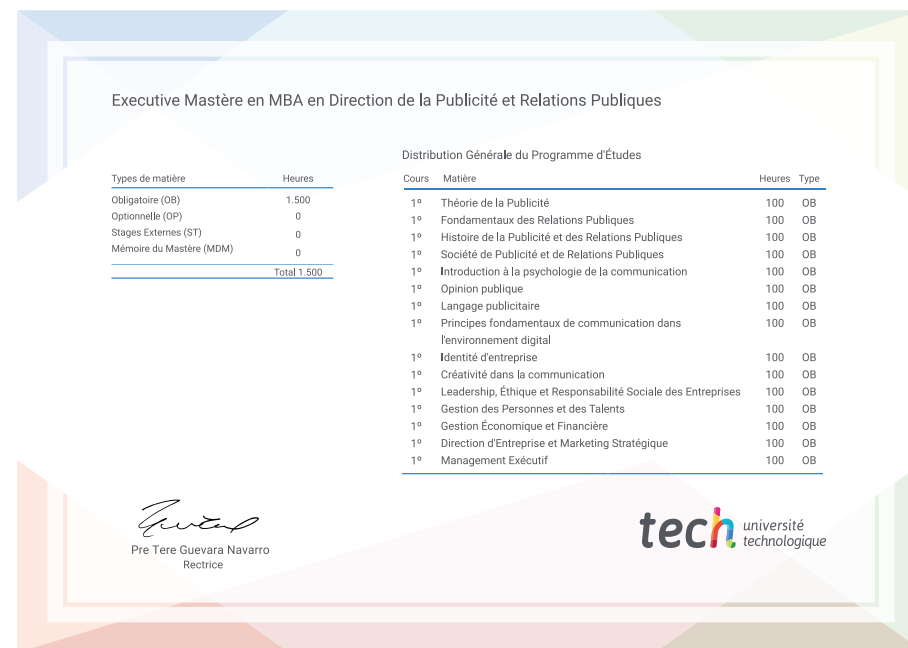 Executive Mastère en MBA en Direction de la Publicité et Relations Publiques
Types de matière Heures
Obligatoire (OB) 1.500
Optionnelle (OP) 0
Stages Externes (ST) 0
Mémoire du Mastère (MDM) 0
Total 1.500
Distribution Générale du Programme d'Études
Cours Matière Heures Type
1º Théorie de la Publicité 100 OB
1º Fondamentaux des Relations Publiques 100 OB
1º Histoire de la Publicité et des Relations Publiques 100 OB
1º Société de Publicité et de Relations Publiques 100 OB
1º Introduction à la psychologie de la communication 100 OB
1º Opinion publique 100 OB
1º Langage publicitaire 100 OB
1º Principes fondamentaux de communication dans 100 OB
l'environnement digital
1º Identité d'entreprise 100 OB
1º Créativité dans la communication 100 OB
1º Leadership, Éthique et Responsabilité Sociale des Entreprises 100 OB
1º Gestion des Personnes et des Talents 100 OB
1º Gestion Économique et Financière 100 OB
1º Direction d'Entreprise et Marketing Stratégique 100 OB
1º Management Exécutif 100 OB
Pre Tere Guevara Navarro
Rectrice
tech université
technologique